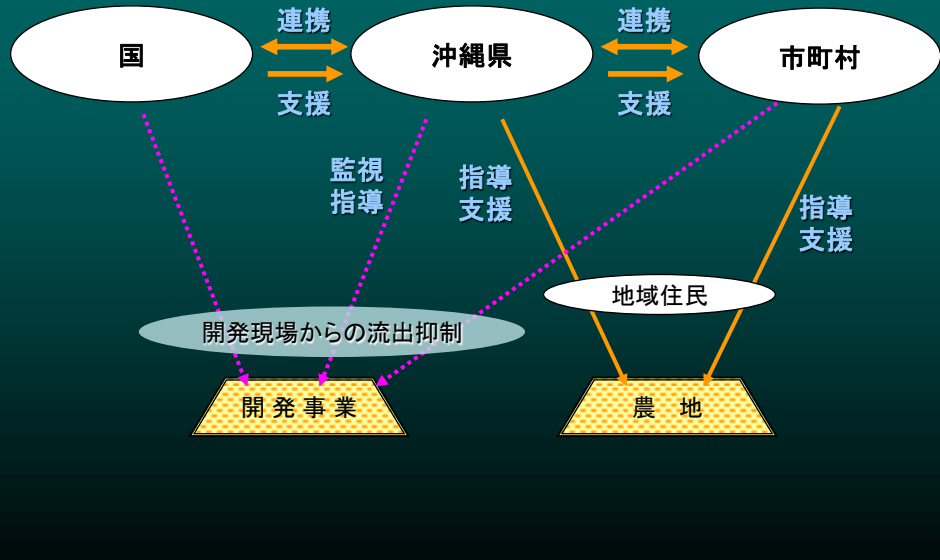 連携
連携
国
沖縄県
市町村
支援
支援
監視
指導
指導
支援
指導
支援
地域住民
開発現場からの流出抑制
開発事業
農 地